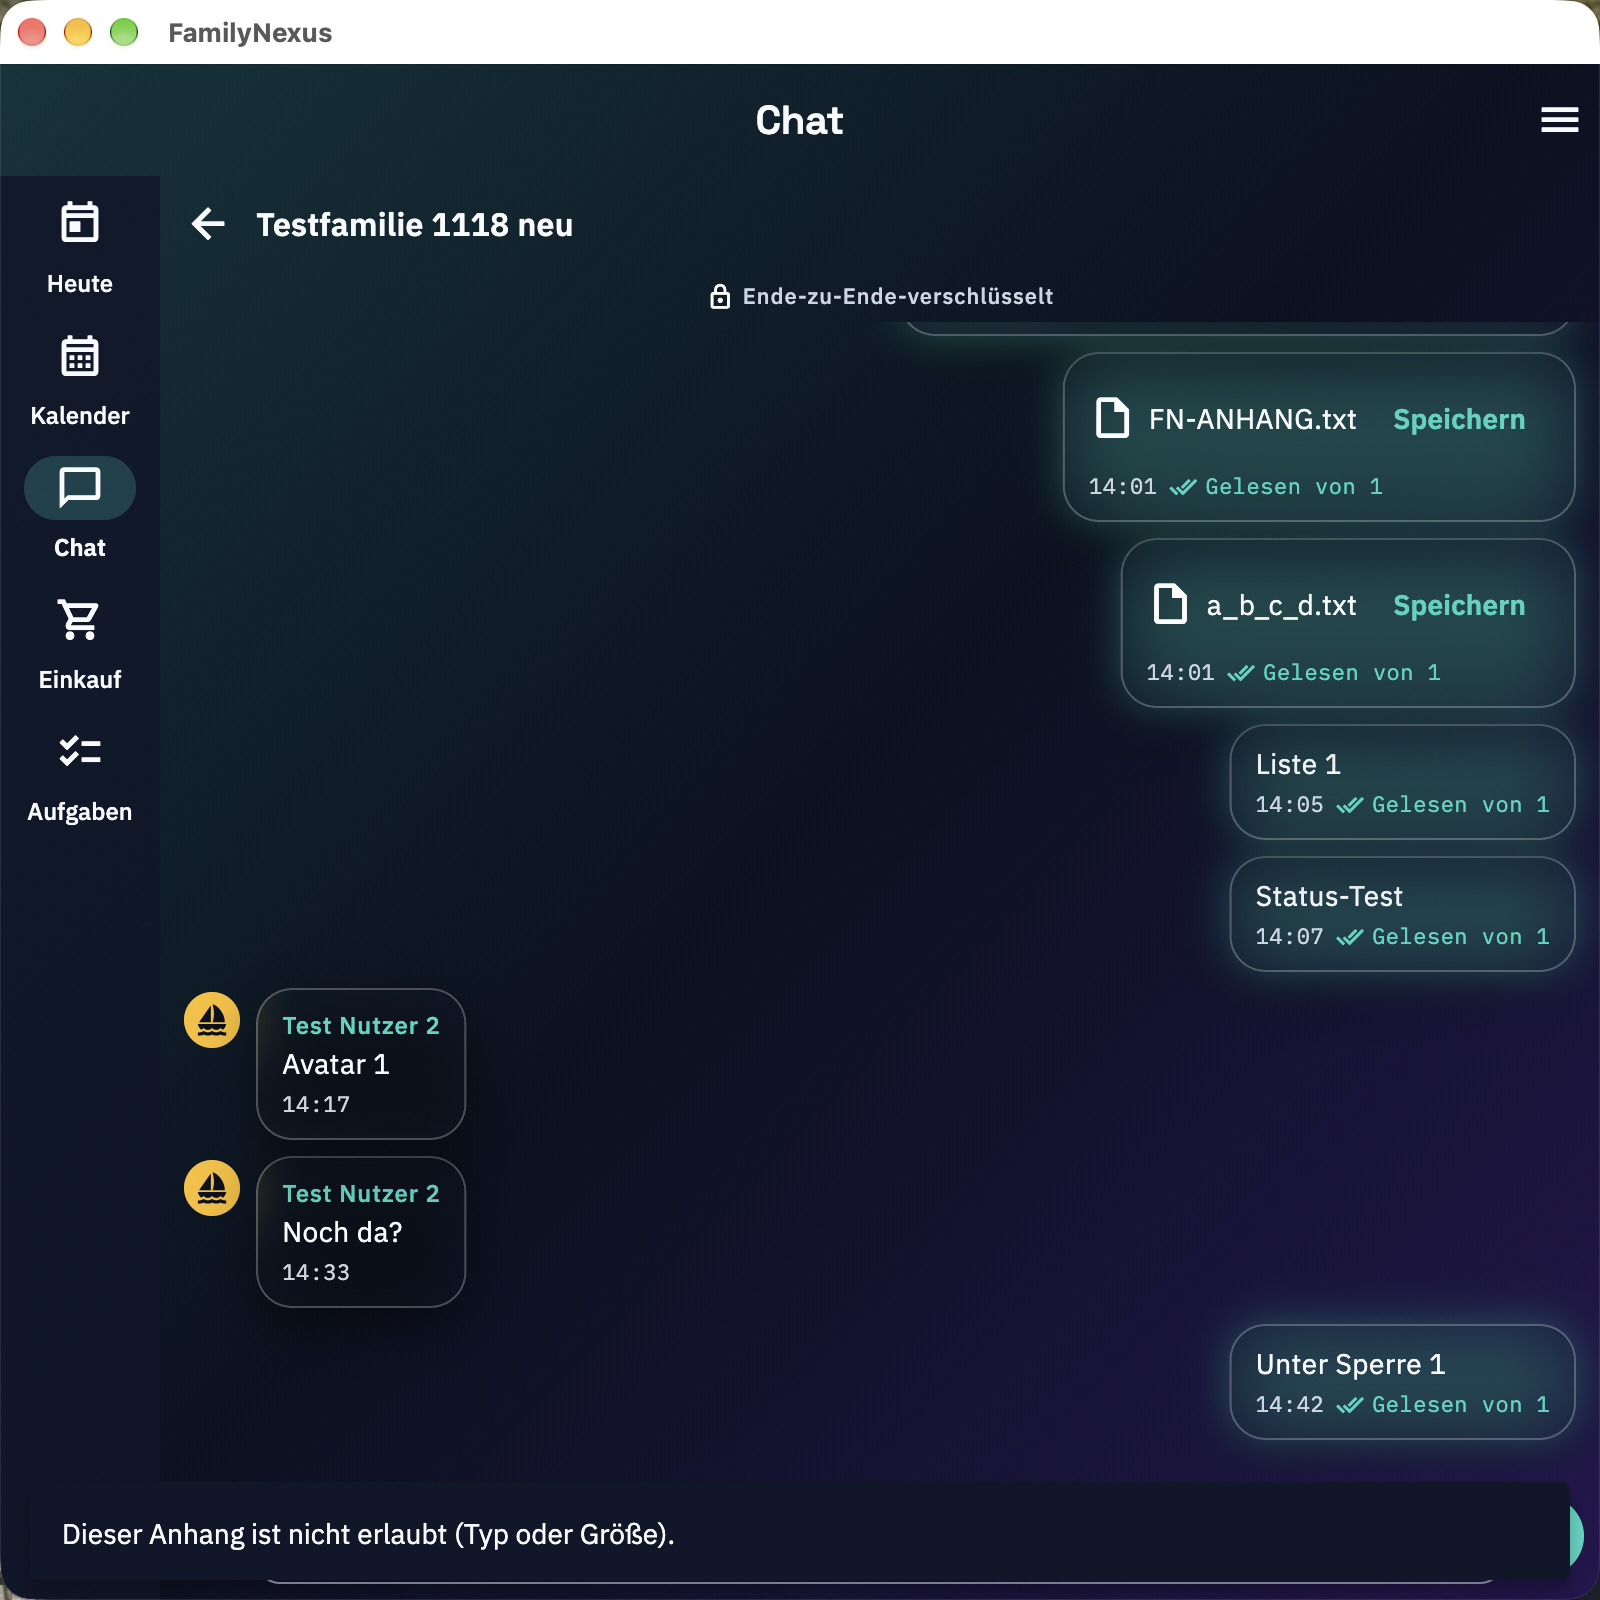 FamilyNexus
Chat
Heute
Kalender
Chat
Einkauf
Aufgaben
Testfamilie 1118 neu
Ende-zu-Ende-verschlüsselt
FN-ANHANG.txt Speichern
14:01 Gelesen von 1
a_b_c_d.txt Speichern
14:01 Gelesen von 1
Liste 1
14:05 Gelesen von 1
Status-Test
14:07 Gelesen von 1
Test Nutzer 2
Avatar 1
14:17
Test Nutzer 2
Noch da?
14:33
Unter Sperre 1
14:42 Gelesen von 1
Dieser Anhang ist nicht erlaubt (Typ oder Größe).